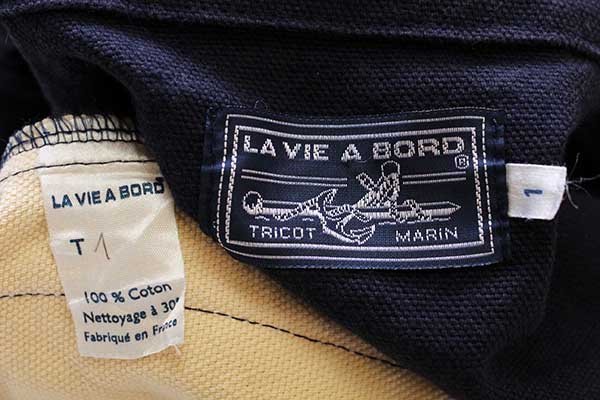 LA VIE A BORD
T 1
100 % Coton
Nettoyage à 30°
Fabriqué en France
LA VIE A BORD ®
TRICOT MARIN
1